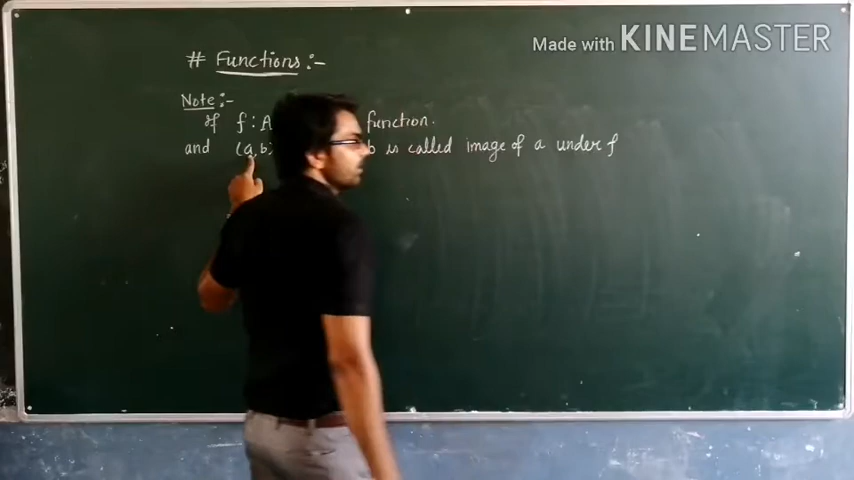 Made with KINEMASTER
# Functions :-
Note :-
If f : A function.
and (a,b) b is called image of a under f